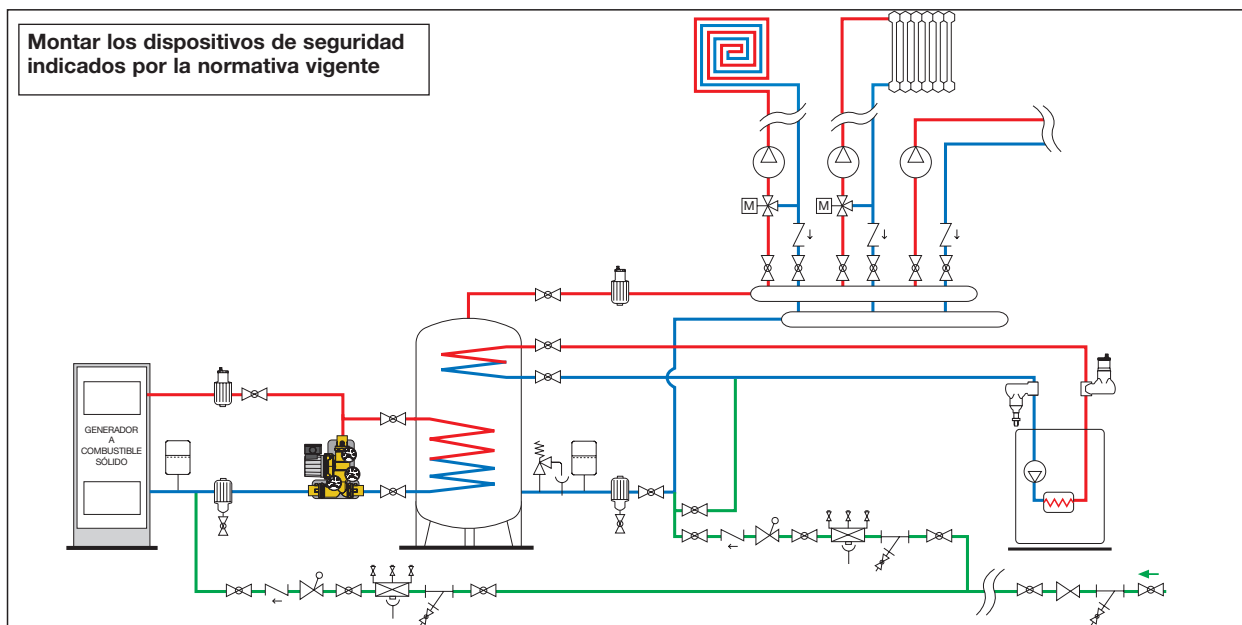 Montar los dispositivos de seguridad
indicados por la normativa vigente
M
M
GENERADOR
A
COMBUSTIBLE
SÓLIDO